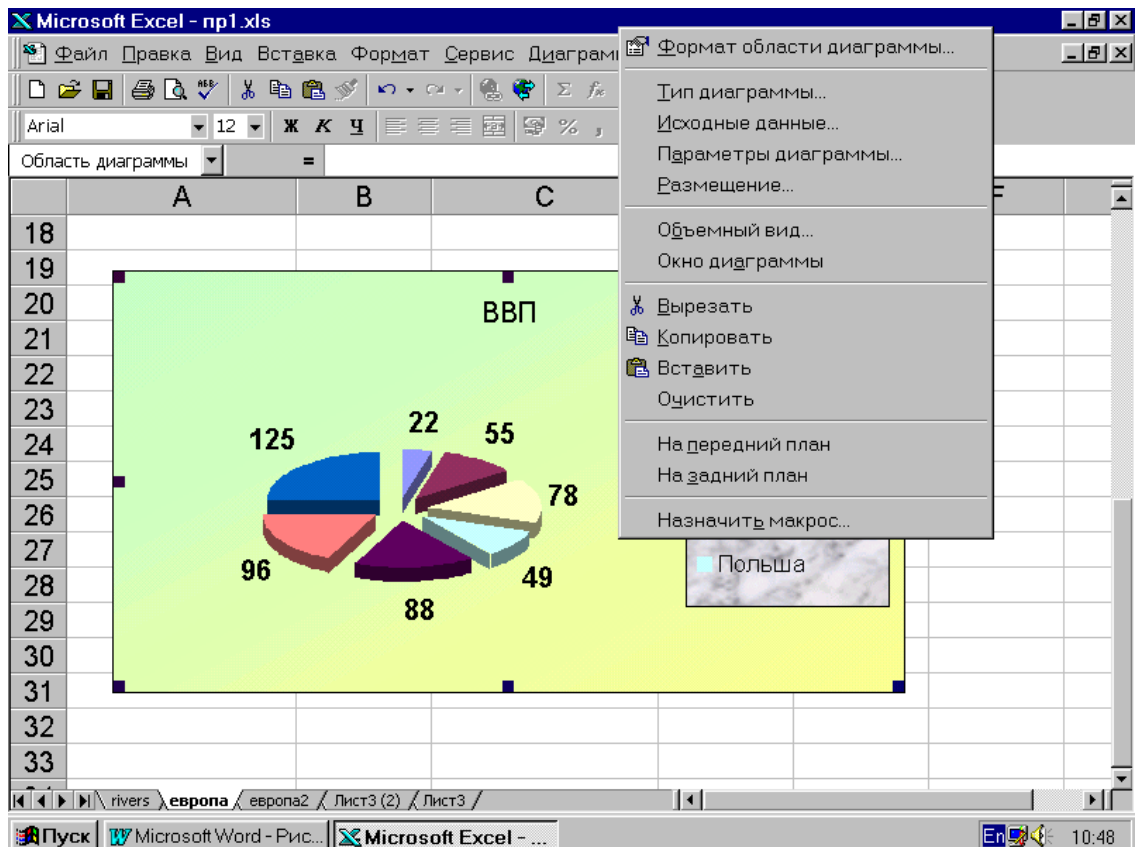 Microsoft Excel - пр1.xls
Файл Правка Вид Вставка Формат Сервис Диаграмм
Arial 12 Ж К Ч % ,
Область диаграммы =
A B C F
18
19
20
21
22
23
24
25
26
27
28
29
30
31
32
33
ВВП
125
22
55
78
49
88
96
Польша
Формат области диаграммы...
Тип диаграммы...
Исходные данные...
Параметры диаграммы...
Размещение...
Объемный вид...
Окно диаграммы
Вырезать
Копировать
Вставить
Очистить
На передний план
На задний план
Назначить макрос...
rivers европа европа2 Лист3 (2) Лист3
Пуск Microsoft Word - Рис... Microsoft Excel - ... En 10:48